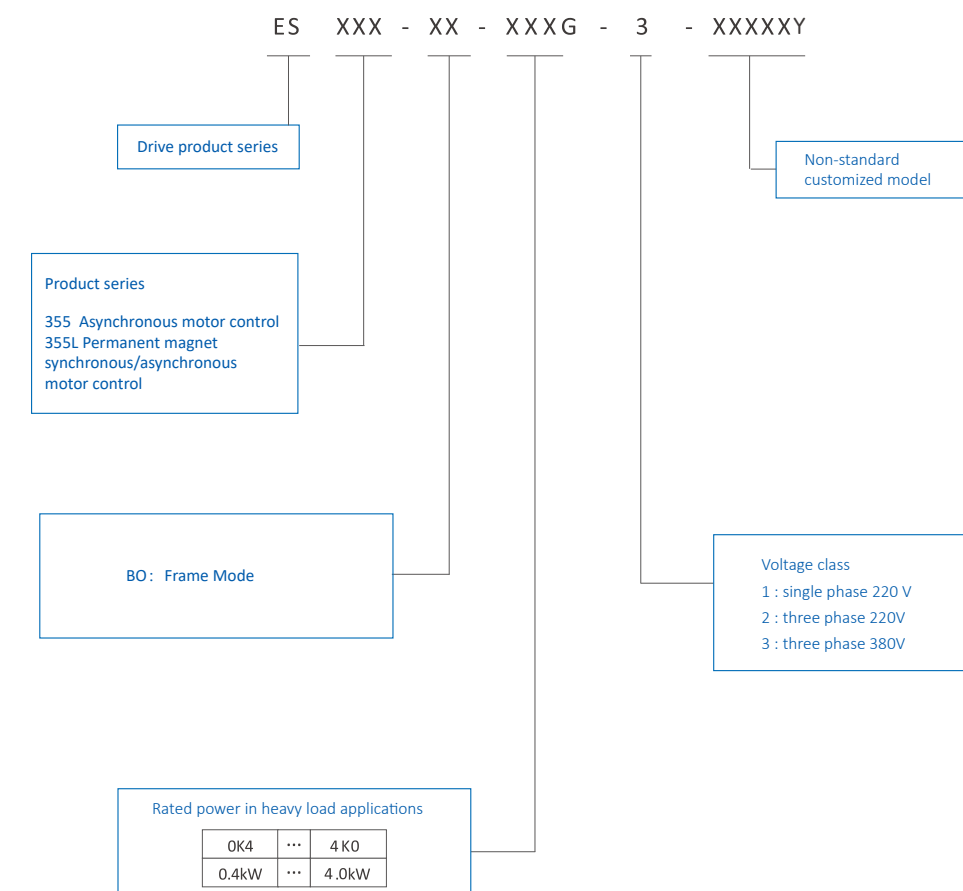 ES XXX - XX - XXXG - 3 - XXXXXY
Drive product series
Non-standard
customized model
Product series
355 Asynchronous motor control
355L Permanent magnet
synchronous/asynchronous
motor control
BO: Frame Mode
Voltage class
1 : single phase 220 V
2 : three phase 220V
3 : three phase 380V
Rated power in heavy load applications
0K4 ··· 4K0
0.4kW ··· 4.0kW